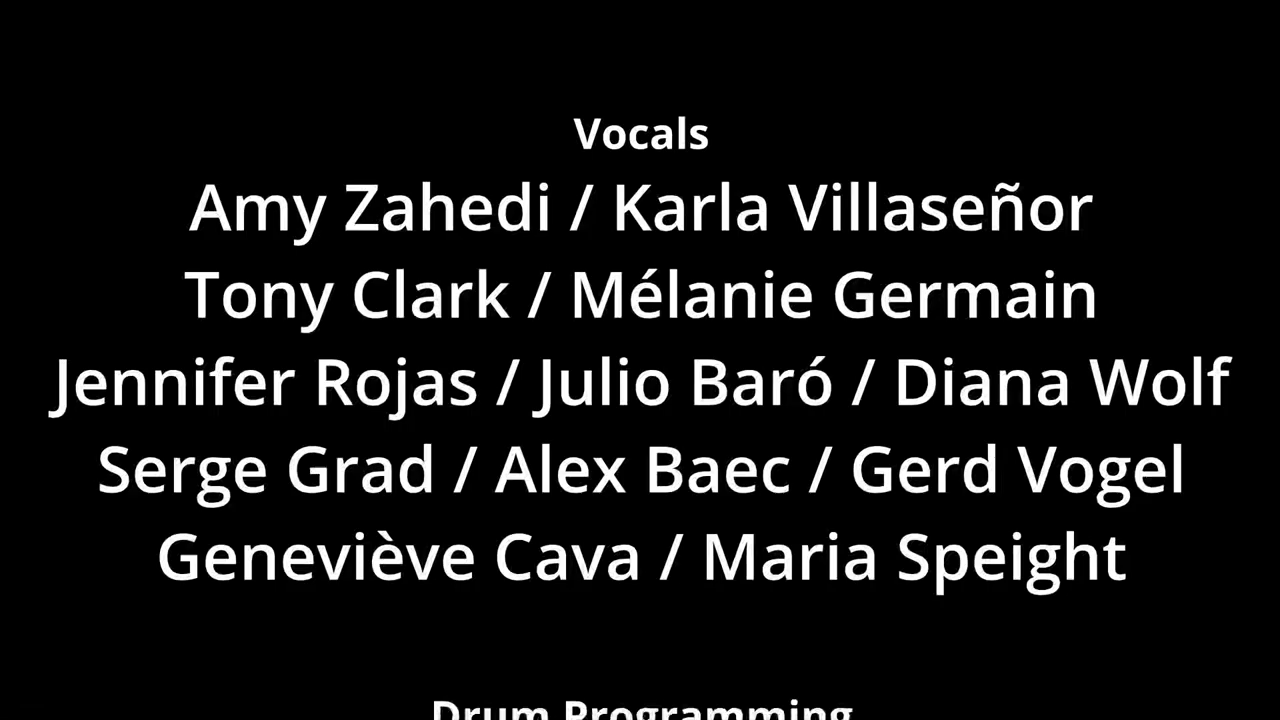 Vocals
Amy Zahedi / Karla Villaseñor
Tony Clark / Mélanie Germain
Jennifer Rojas / Julio Baró / Diana Wolf
Serge Grad / Alex Baec / Gerd Vogel
Geneviève Cava / Maria Speight
Drum Programming